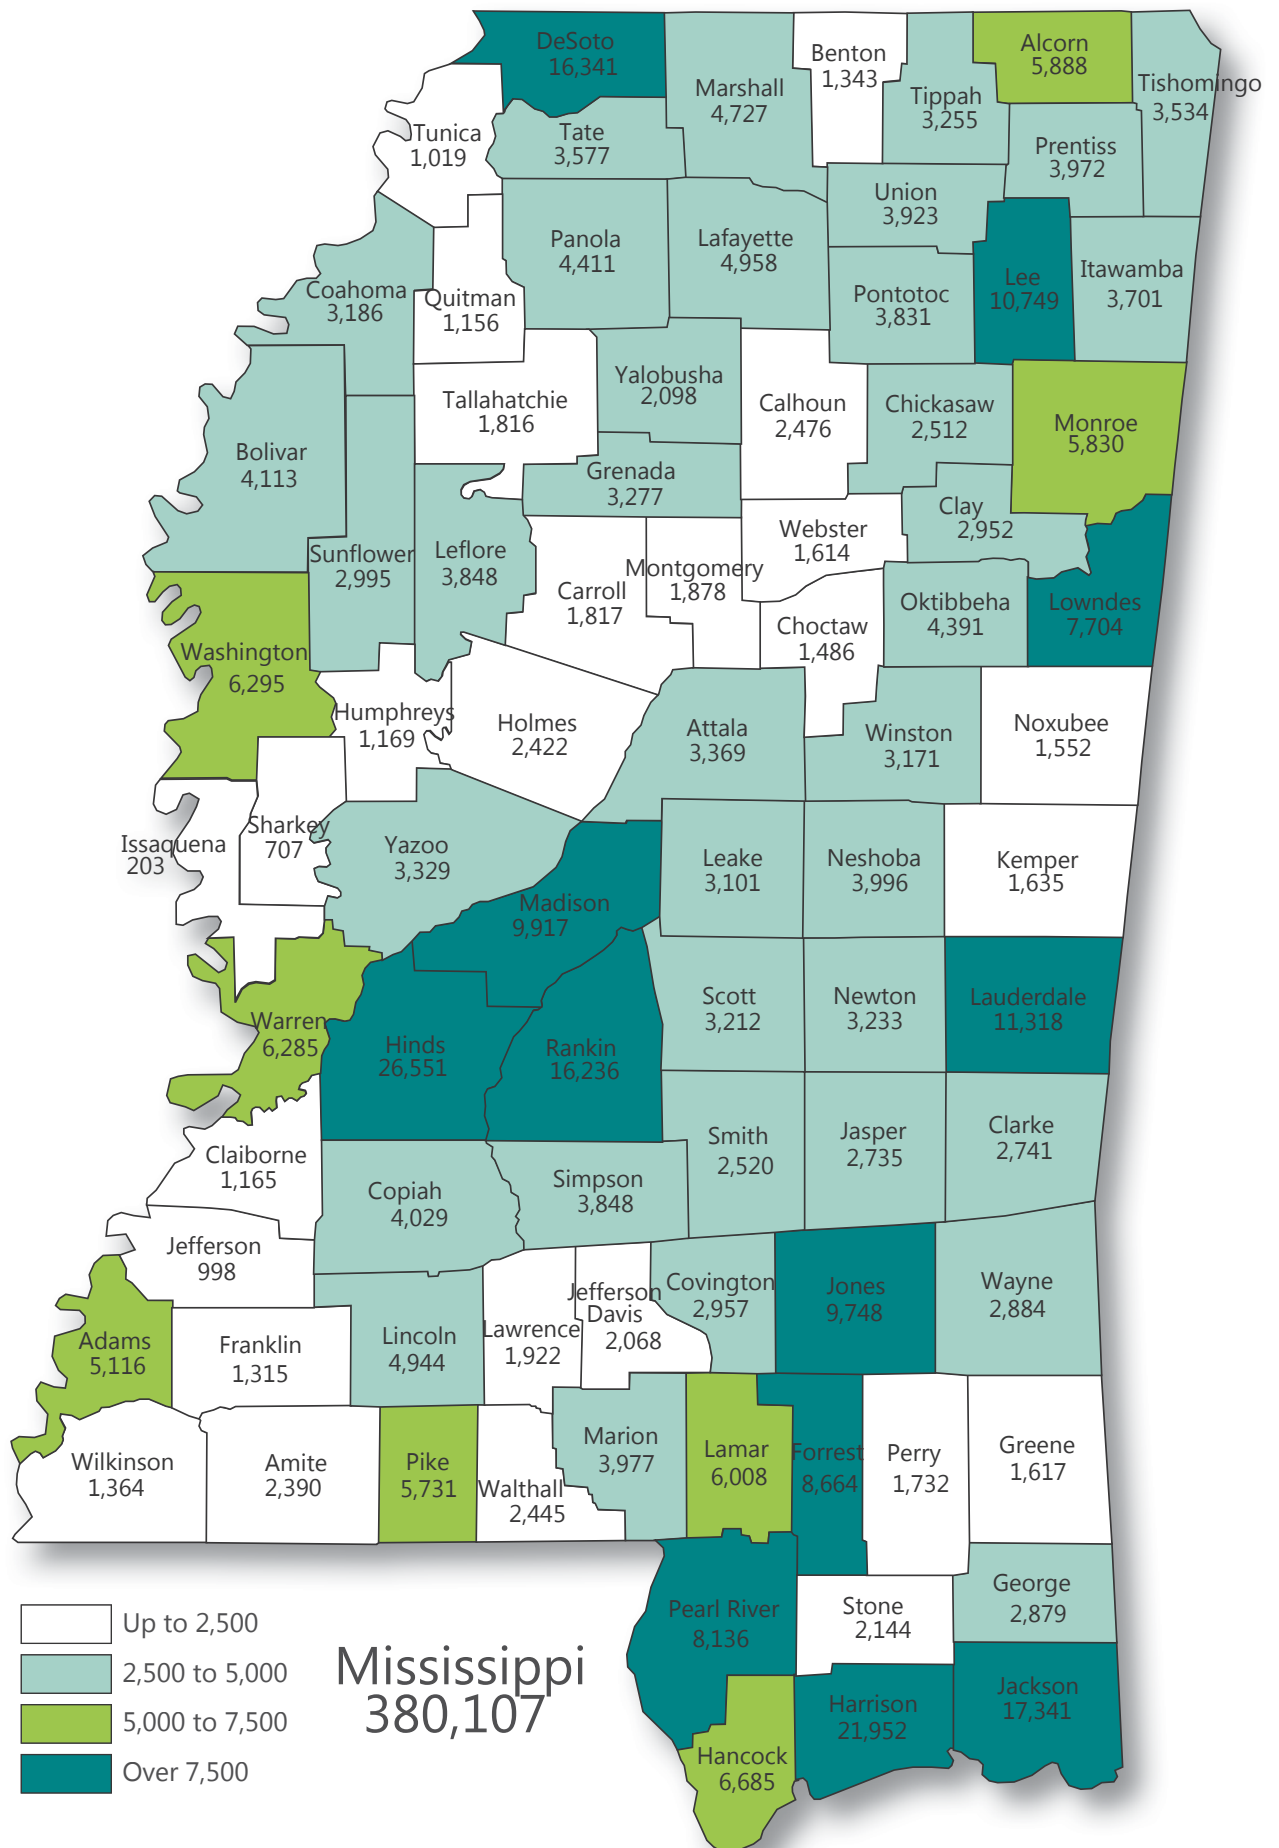 DeSoto
16,341
Marshall
4,727
Benton
1,343
Tippah
3,255
Alcorn
5,888
Tishomingo
3,534
Tunica
1,019
Tate
3,577
Prentiss
3,972
Union
3,923
Panola
4,411
Lafayette
4,958
Pontotoc
3,831
Lee
10,749
Itawamba
3,701
Coahoma
3,186
Quitman
1,156
Tallahatchie
1,816
Yalobusha
2,098
Calhoun
2,476
Chickasaw
2,512
Monroe
5,830
Bolivar
4,113
Grenada
3,277
Clay
2,952
Sunflower
2,995
Leflore
3,848
Webster
1,614
Montgomery
1,878
Carroll
1,817
Choctaw
1,486
Oktibbeha
4,391
Lowndes
7,704
Washington
6,295
Humphreys
1,169
Holmes
2,422
Attala
3,369
Winston
3,171
Noxubee
1,552
Issaquena
203
Sharkey
707
Yazoo
3,329
Leake
3,101
Neshoba
3,996
Kemper
1,635
Madison
9,917
Warren
6,285
Hinds
26,551
Rankin
16,236
Scott
3,212
Newton
3,233
Lauderdale
11,318
Claiborne
1,165
Copiah
4,029
Simpson
3,848
Smith
2,520
Jasper
2,735
Clarke
2,741
Jefferson
998
Adams
5,116
Franklin
1,315
Lincoln
4,944
Lawrence
1,922
Jefferson
Davis
2,068
Covington
2,957
Jones
9,748
Wayne
2,884
Wilkinson
1,364
Amite
2,390
Pike
5,731
Walthall
2,445
Marion
3,977
Lamar
6,008
Forrest
8,664
Perry
1,732
Greene
1,617
Pearl River
8,136
Stone
2,144
George
2,879
Hancock
6,685
Harrison
21,952
Jackson
17,341
Up to 2,500
2,500 to 5,000
5,000 to 7,500
Over 7,500
Mississippi
380,107